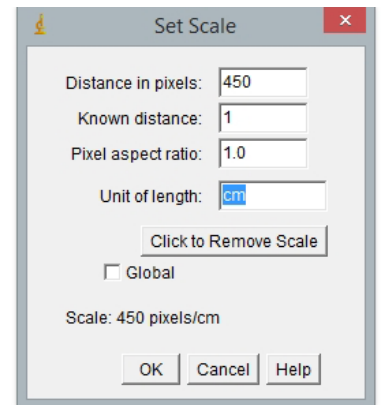 Set Scale
Distance in pixels: 450
Known distance: 1
Pixel aspect ratio: 1.0
Unit of length: cm
Click to Remove Scale
Global
Scale: 450 pixels/cm
OK Cancel Help